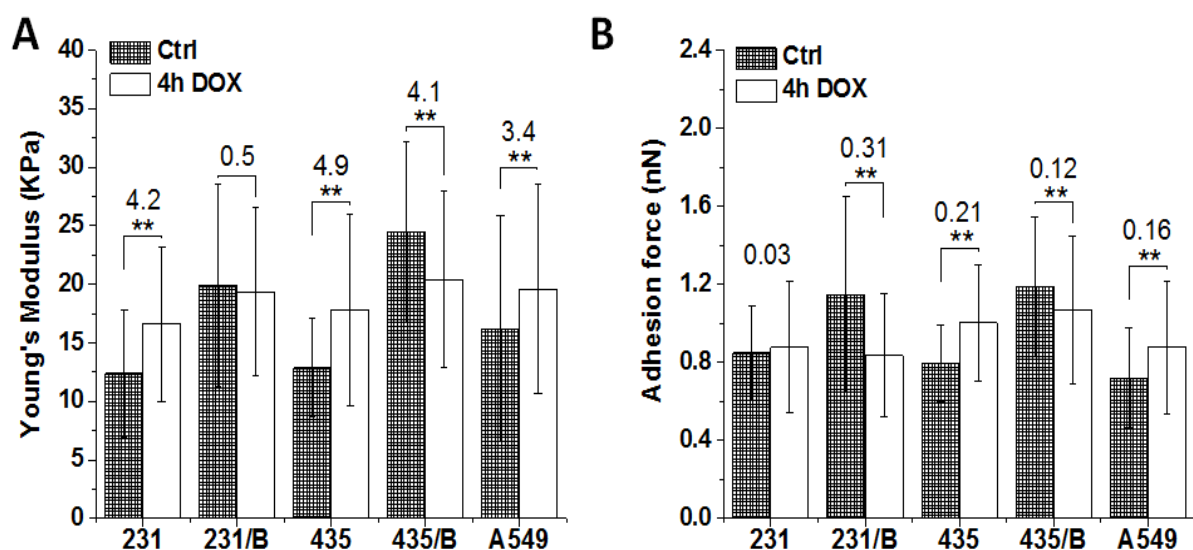 A
Ctrl
4h DOX
Young's Modulus (KPa)
40
35
30
25
20
15
10
5
0
4.2
**
0.5
4.9
**
4.1
**
3.4
**
231
231/B
435
435/B
A549
B
Ctrl
4h DOX
Adhesion force (nN)
2.4
2.0
1.6
1.2
0.8
0.4
0.0
0.03
0.31
**
0.21
**
0.12
**
0.16
**
231
231/B
435
435/B
A549